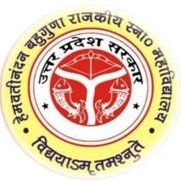 हेमवतीनंदन बहुगुणा राजकीय स्ना० महाविद्यालय
उत्तर प्रदेश सरकार
विद्ययाऽमृतमश्नुते